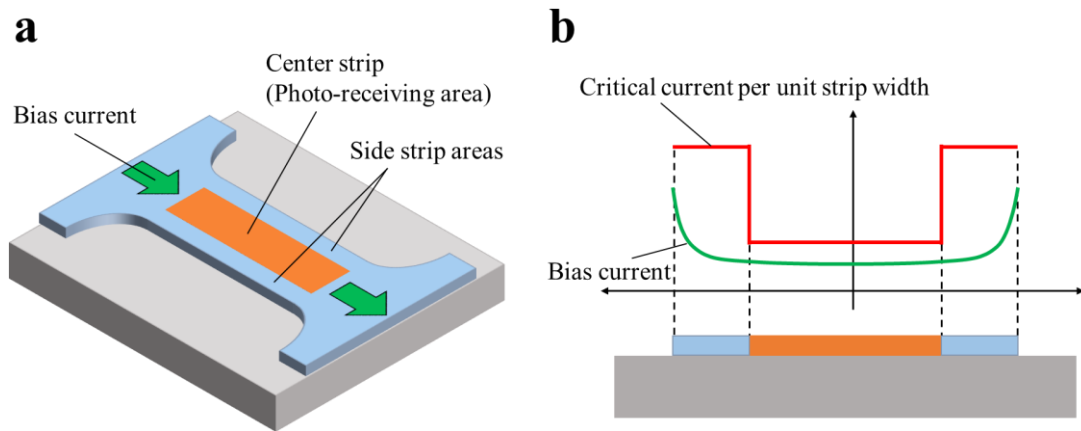 a
Center strip
(Photo-receiving area)
Bias current
Side strip areas
b
Critical current per unit strip width
Bias current